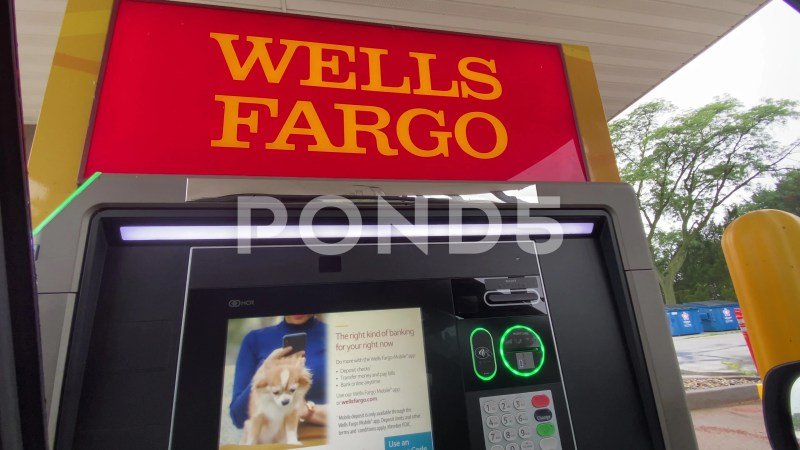 WELLS
FARGO
POND5
NCR
The right kind of banking
for your right now
Do more with the Wells Fargo Mobile® app:
• Deposit checks
• Transfer money and pay bills
• Bank online anytime
Use our Wells Fargo Mobile® app
or wellsfargo.com
Mobile deposit is only available through the
Wells Fargo Mobile® app. Deposit limits and other
terms and conditions apply. Member FDIC.
Use an